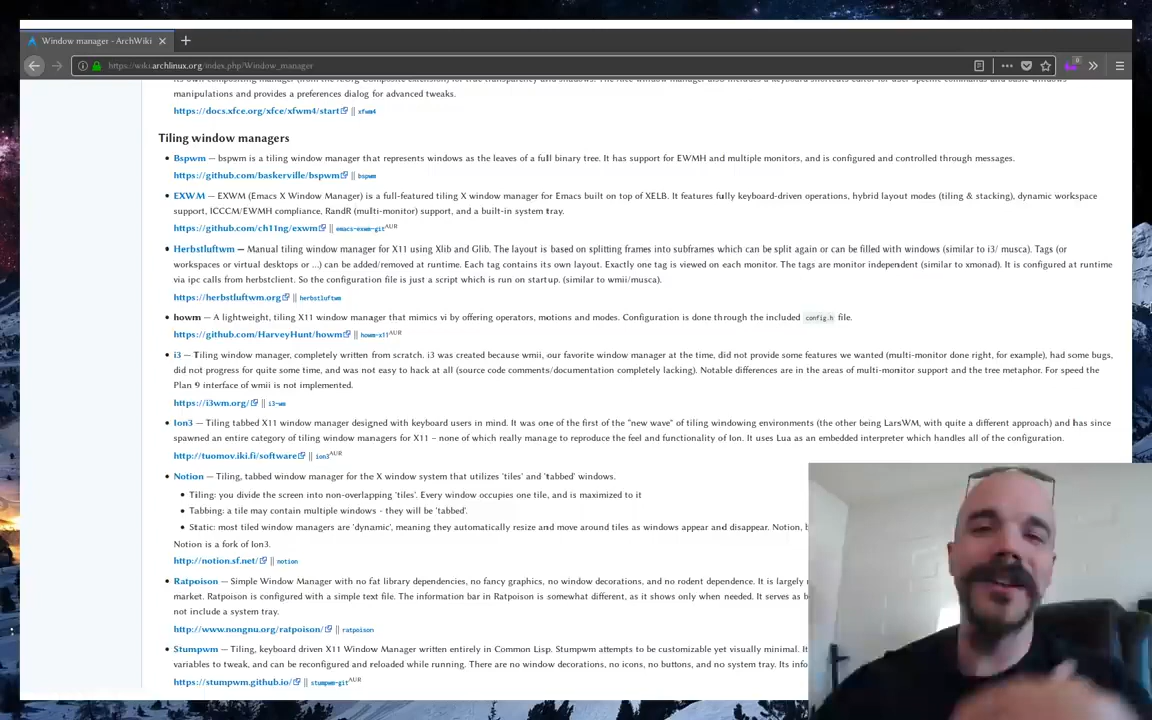 Window manager - ArchWiki
https://wiki.archlinux.org/index.php/Window_manager
manipulations and provides a preferences dialog for advanced tweaks.
https://docs.xfce.org/xfce/xfwm4/start || xfwm4
Tiling window managers
• Bspwm — bspwm is a tiling window manager that represents windows as the leaves of a full binary tree. It has support for EWMH and multiple monitors, and is configured and controlled through messages.
https://github.com/baskerville/bspwm || bspwm
• EXWM — EXWM (Emacs X Window Manager) is a full-featured tiling X window manager for Emacs built on top of XELB. It features fully keyboard-driven operations, hybrid layout modes (tiling & stacking), dynamic workspace
support, ICCCM/EWMH compliance, RandR (multi-monitor) support, and a built-in system tray.
https://github.com/ch11ng/exwm || emacs-exwm-git AUR
• Herbstluftwm — Manual tiling window manager for X11 using Xlib and Glib. The layout is based on splitting frames into subframes which can be split again or can be filled with windows (similar to i3/ musca). Tags (or
workspaces or virtual desktops or ...) can be added/removed at runtime. Each tag contains its own layout. Exactly one tag is viewed on each monitor. The tags are monitor independent (similar to xmonad). It is configured at runtime
via ipc calls from herbstclient. So the configuration file is just a script which is run on startup. (similar to wmii/musca).
https://herbstluftwm.org || herbstluftwm
• howm — A lightweight, tiling X11 window manager that mimics vi by offering operators, motions and modes. Configuration is done through the included config.h file.
https://github.com/HarveyHunt/howm || howm-x11 AUR
• i3 — Tiling window manager, completely written from scratch. i3 was created because wmii, our favorite window manager at the time, did not provide some features we wanted (multi-monitor done right, for example), had some bugs,
did not progress for quite some time, and was not easy to hack at all (source code comments/documentation completely lacking). Notable differences are in the areas of multi-monitor support and the tree metaphor. For speed the
Plan 9 interface of wmii is not implemented.
https://i3wm.org/ || i3-wm
• Ion3 — Tiling tabbed X11 window manager designed with keyboard users in mind. It was one of the first of the "new wave" of tiling windowing environments (the other being LarsWM, with quite a different approach) and has since
spawned an entire category of tiling window managers for X11 – none of which really manage to reproduce the feel and functionality of Ion. It uses Lua as an embedded interpreter which handles all of the configuration.
http://tuomov.iki.fi/software || ion3 AUR
• Notion — Tiling, tabbed window manager for the X window system that utilizes 'tiles' and 'tabbed' windows.
• Tiling: you divide the screen into non-overlapping 'tiles'. Every window occupies one tile, and is maximized to it
• Tabbing: a tile may contain multiple windows - they will be 'tabbed'.
• Static: most tiled window managers are 'dynamic', meaning they automatically resize and move around tiles as windows appear and disappear. Notion, b
Notion is a fork of Ion3.
http://notion.sf.net/ || notion
• Ratpoison — Simple Window Manager with no fat library dependencies, no fancy graphics, no window decorations, and no rodent dependence. It is largely
market. Ratpoison is configured with a simple text file. The information bar in Ratpoison is somewhat different, as it shows only when needed. It serves as b
not include a system tray.
http://www.nongnu.org/ratpoison/ || ratpoison
• Stumpwm — Tiling, keyboard driven X11 Window Manager written entirely in Common Lisp. Stumpwm attempts to be customizable yet visually minimal. It
variables to tweak, and can be reconfigured and reloaded while running. There are no window decorations, no icons, no buttons, and no system tray. Its info
https://stumpwm.github.io/ || stumpwm-git AUR